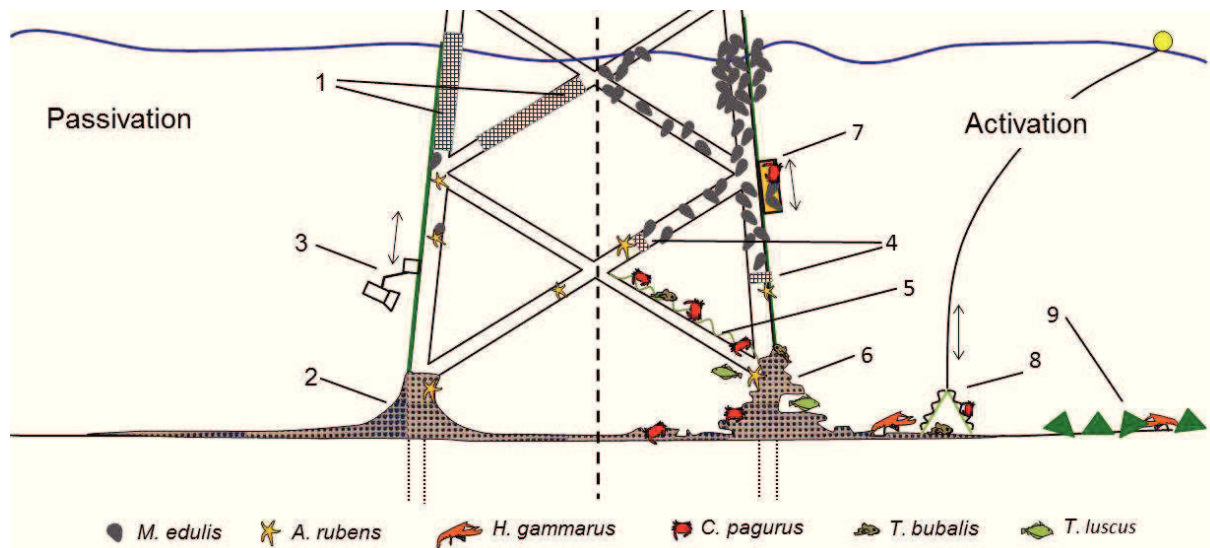 1
Passivation
Activation
7
3
4
5
9
6
2
8
M. edulis
A. rubens
H. gammarus
C. pagurus
T. bubalis
T. luscus